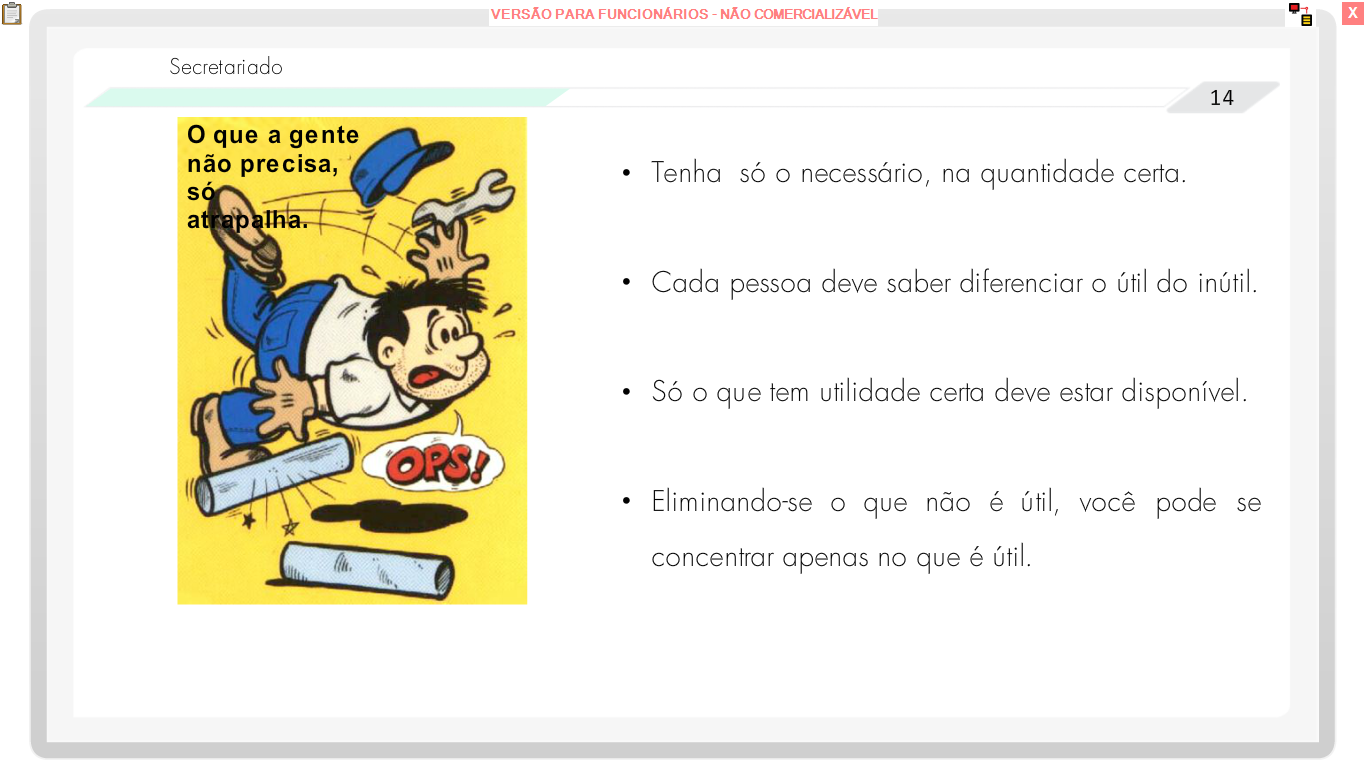 VERSÃO PARA FUNCIONÁRIOS - NÃO COMERCIALIZÁVEL
X
Secretariado
14
O que a gente
não precisa,
só
atrapalha.
OPS!
• Tenha só o necessário, na quantidade certa.
• Cada pessoa deve saber diferenciar o útil do inútil.
• Só o que tem utilidade certa deve estar disponível.
• Eliminando-se o que não é útil, você pode se
concentrar apenas no que é útil.